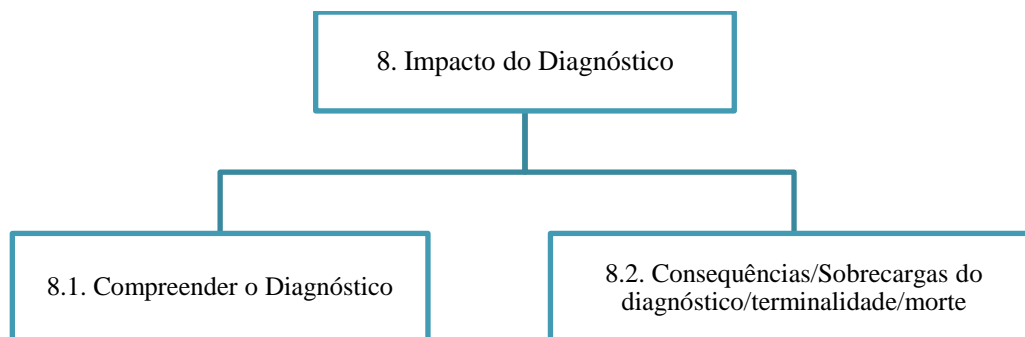 8. Impacto do Diagnóstico
8.1. Compreender o Diagnóstico
8.2. Consequências/Sobrecargas do
diagnóstico/terminalidade/morte